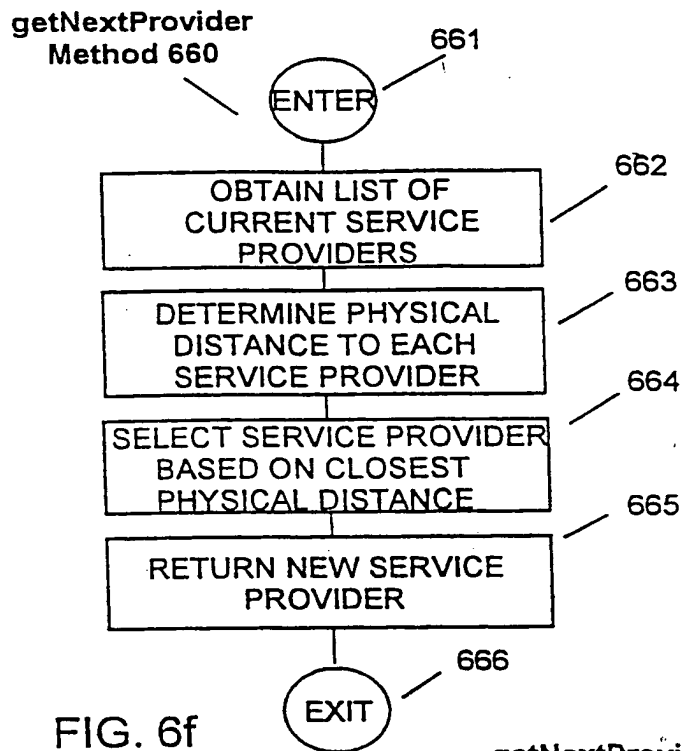 getNextProvider
Method 660
661
ENTER
662
OBTAIN LIST OF
CURRENT SERVICE
PROVIDERS
663
DETERMINE PHYSICAL
DISTANCE TO EACH
SERVICE PROVIDER
664
SELECT SERVICE PROVIDER
BASED ON CLOSEST
PHYSICAL DISTANCE
665
RETURN NEW SERVICE
PROVIDER
666
EXIT
FIG. 6f